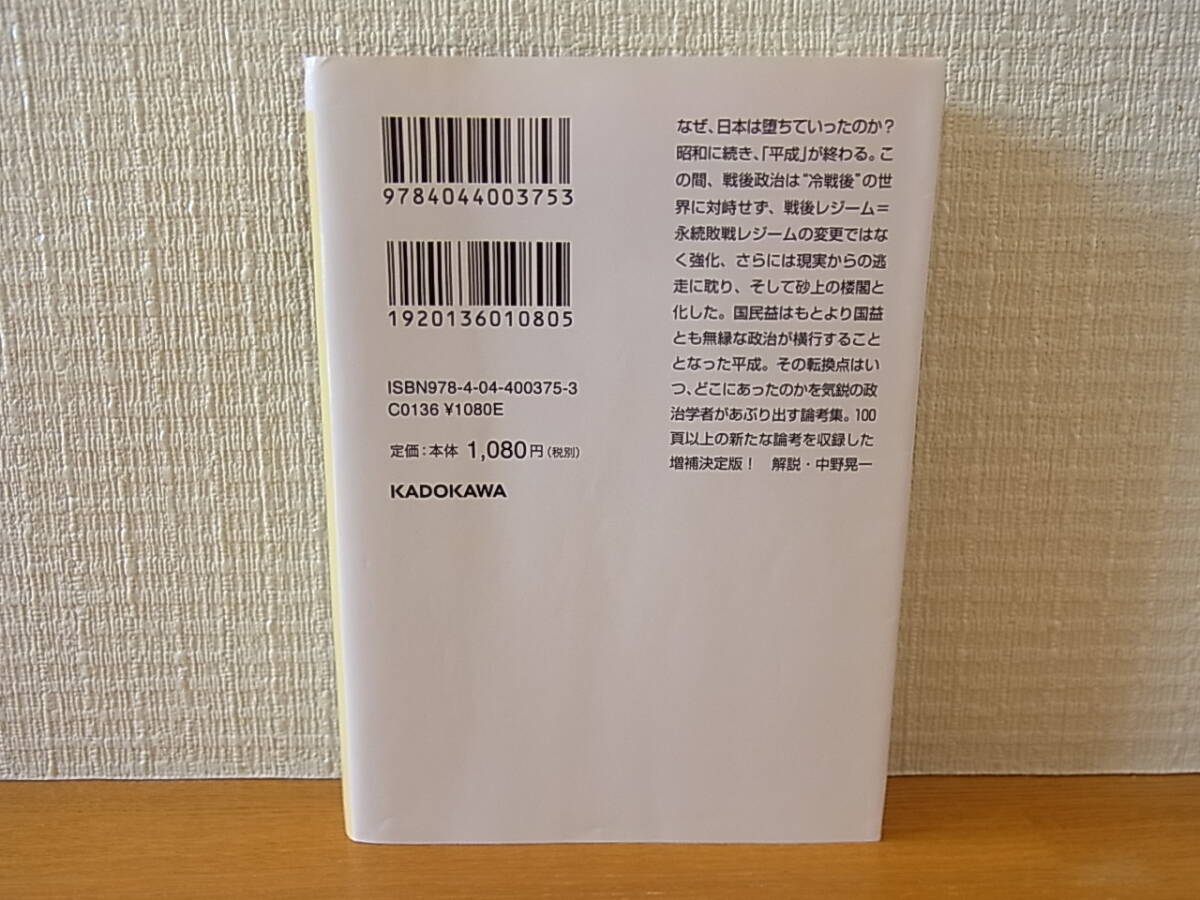 9784044003753
1920136010805
ISBN978-4-04-400375-3
C0136 ¥1080E
定価:本体 1,080円(税別)
KADOKAWA
なぜ、日本は堕ちていったのか?
昭和に続き、「平成」が終わる。こ
の間、戦後政治は“冷戦後”の世
界に対峙せず、戦後レジーム=
永続敗戦レジームの変更ではな
く強化、さらには現実からの逃
走に耽り、そして砂上の楼閣と
化した。国民益はもとより国益
とも無縁な政治が横行すること
となった平成。その転換点はい
つ、どこにあったのかを気鋭の政
治学者があぶり出す論考集。100
頁以上の新たな論考を収録した
増補決定版! 解説・中野晃一